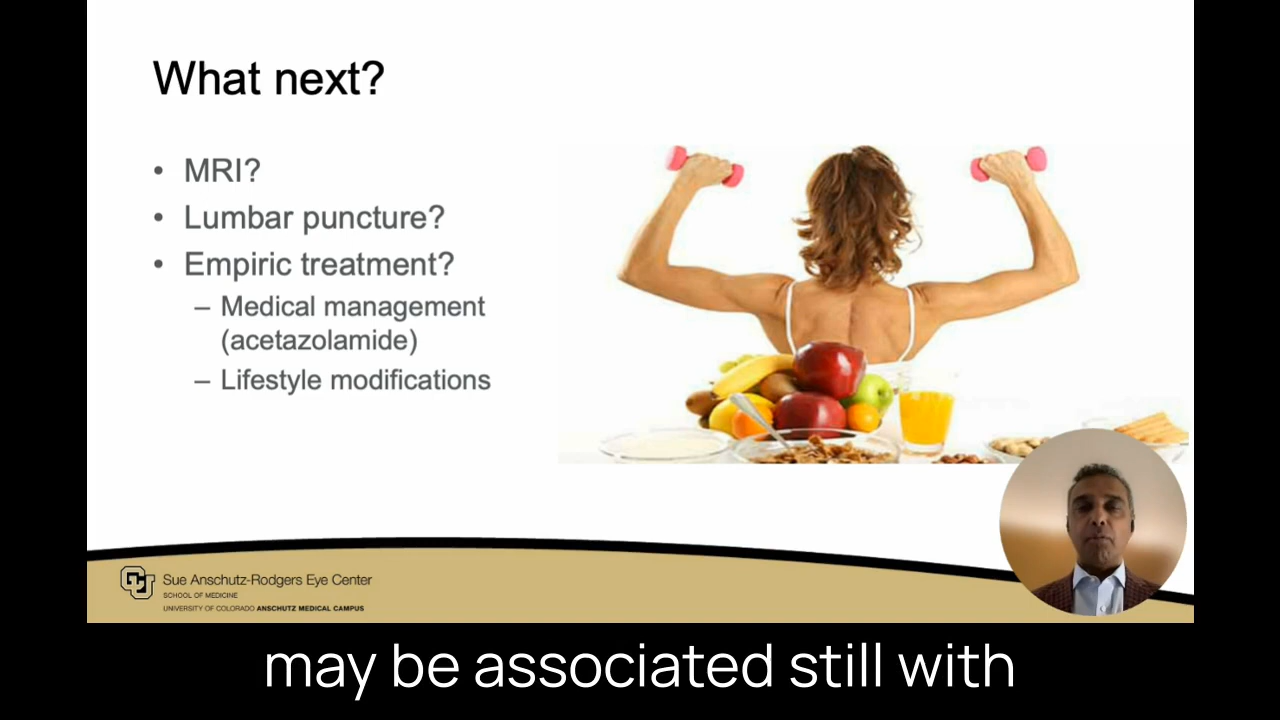 What next?
• MRI?
• Lumbar puncture?
• Empiric treatment?
– Medical management
(acetazolamide)
– Lifestyle modifications
CU
Sue Anschutz-Rodgers Eye Center
SCHOOL OF MEDICINE
UNIVERSITY OF COLORADO ANSCHUTZ MEDICAL CAMPUS
may be associated still with